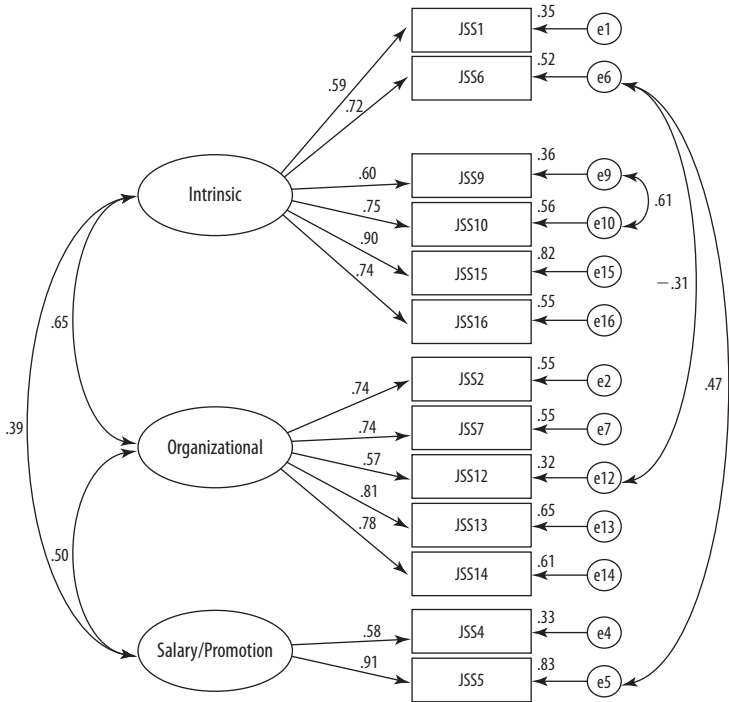 .35
JSS1
e1
.52
JSS6
e6
.59
.72
.36
.60
JSS9
e9
Intrinsic
.75
.56
JSS10
e10
.61
.90
.82
JSS15
e15
.74
−.31
.55
JSS16
e16
.65
.55
.74
JSS2
e2
.47
.74
.55
JSS7
e7
.39
Organizational
.57
.32
JSS12
e12
.81
.65
JSS13
e13
.78
.50
.61
JSS14
e14
.58
.33
JSS4
e4
Salary/Promotion
.91
.83
JSS5
e5